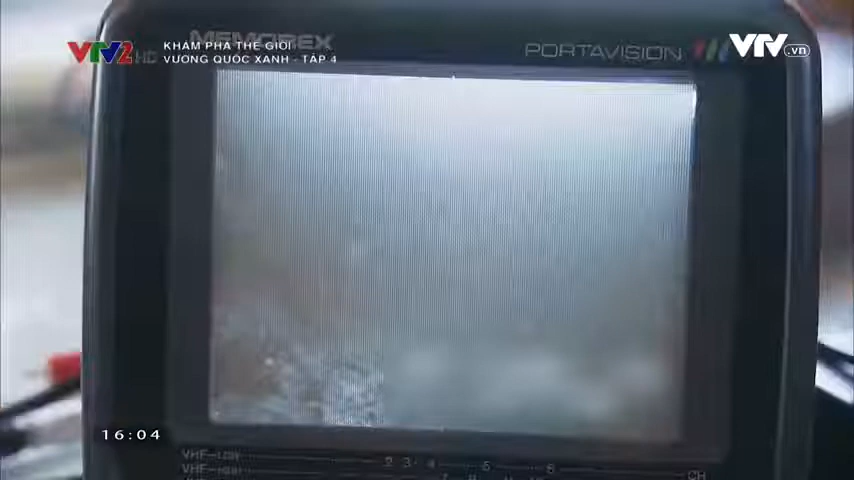 MEMOREX
PORTAVISION
VTV2 HD
KHÁM PHÁ THẾ GIỚI
VƯƠNG QUỐC XANH - TẬP 4
VTV.vn
16:04
VHF-LOW 2 3 4 5 6
VHF-HIGH
CH